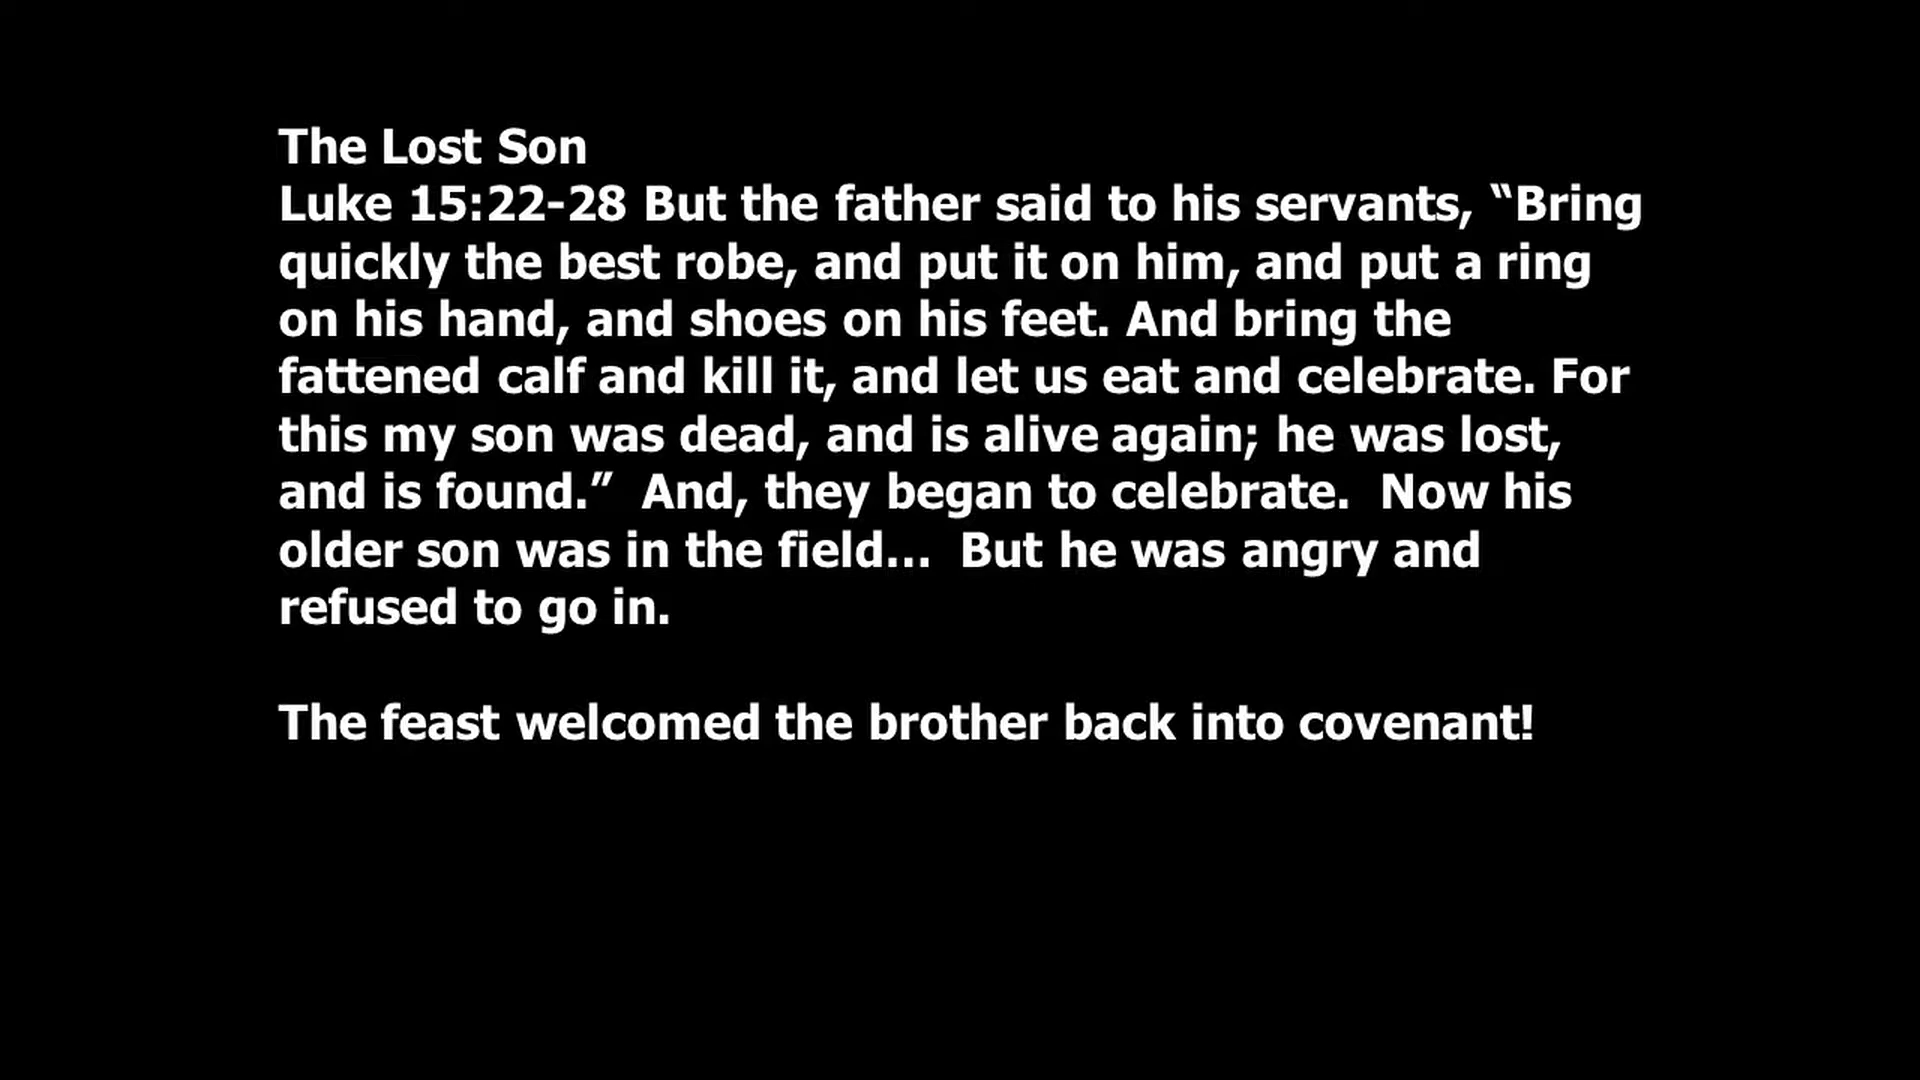 The Lost Son
Luke 15:22-28 But the father said to his servants, “Bring
quickly the best robe, and put it on him, and put a ring
on his hand, and shoes on his feet. And bring the
fattened calf and kill it, and let us eat and celebrate. For
this my son was dead, and is alive again; he was lost,
and is found.”  And, they began to celebrate.  Now his
older son was in the field…  But he was angry and
refused to go in.
The feast welcomed the brother back into covenant!